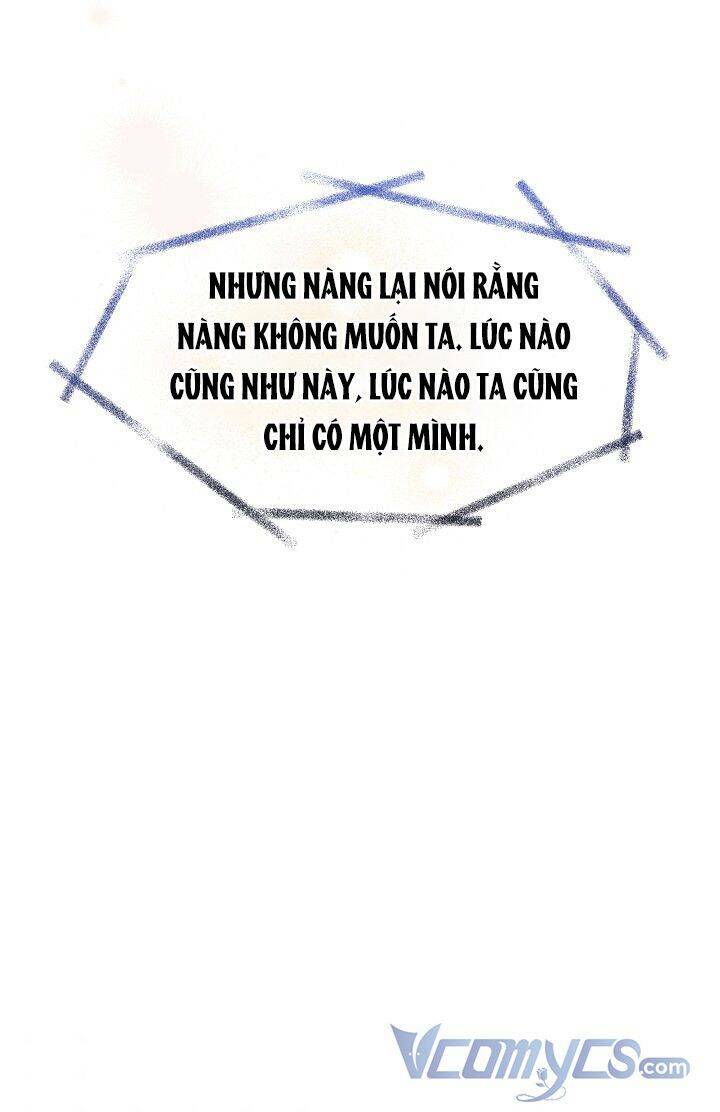 NHƯNG NÀNG LẠI NÓI RẰNG
NÀNG KHÔNG MUỐN TA. LÚC NÀO
CŨNG NHƯ NÀY, LÚC NÀO TA CŨNG
CHỈ CÓ MỘT MÌNH.
VCOMYCS.com